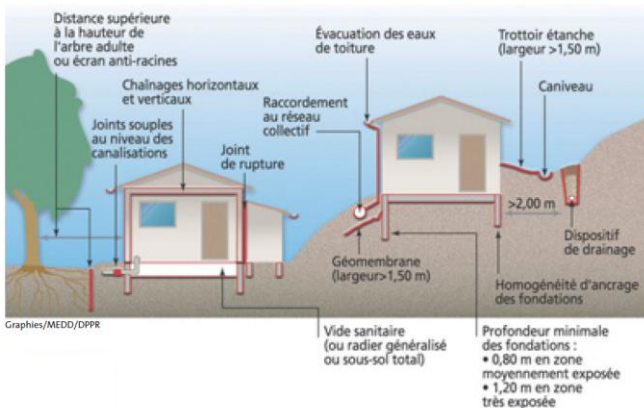 Distance supérieure
à la hauteur de
l'arbre adulte
ou écran anti-racines
Chaînages horizontaux
et verticaux
Joints souples
au niveau des
canalisations
Joint
de rupture
Évacuation des eaux
de toiture
Raccordement
au réseau
collectif
Trottoir étanche
(largeur >1,50 m)
Caniveau
>2,00 m
Dispositif
de drainage
Géomembrane
(largeur>1,50 m)
Homogénéité d'ancrage
des fondations
Graphies/MEDD/DPPR
Vide sanitaire
(ou radier généralisé
ou sous-sol total)
Profondeur minimale
des fondations :
• 0,80 m en zone
moyennement exposée
• 1,20 m en zone
très exposée